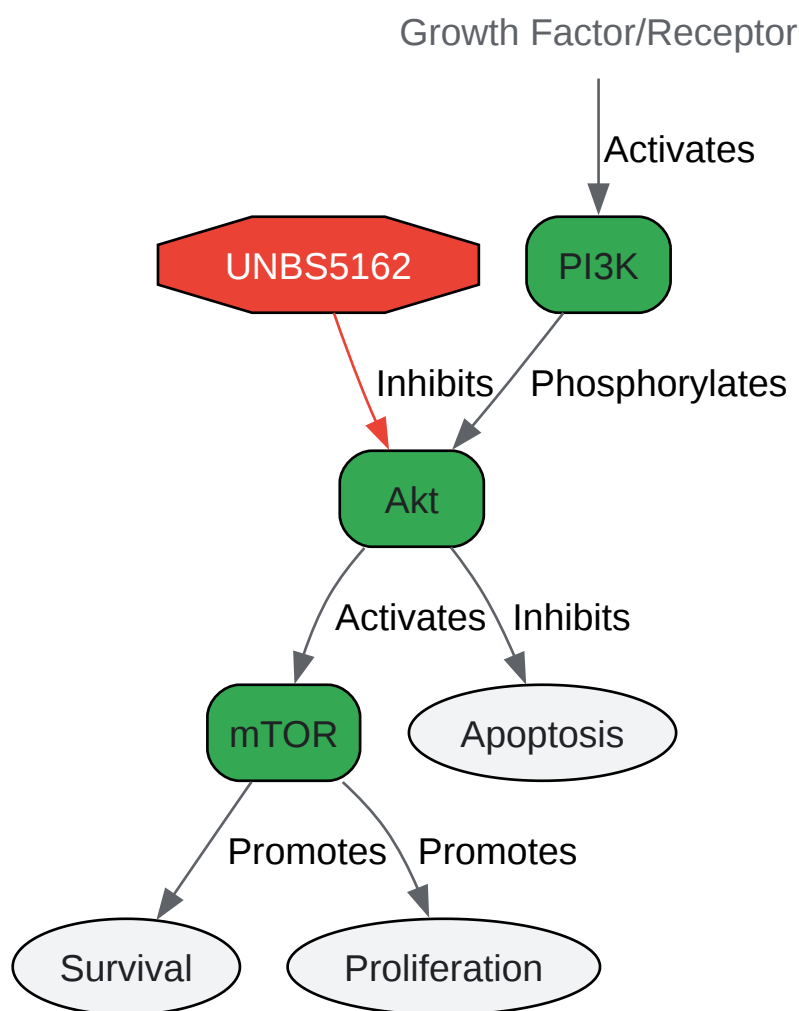 Growth Factor/Receptor
Activates
UNBS5162
PI3K
Inhibits
Phosphorylates
Akt
Activates
Inhibits
mTOR
Apoptosis
Promotes
Promotes
Survival
Proliferation